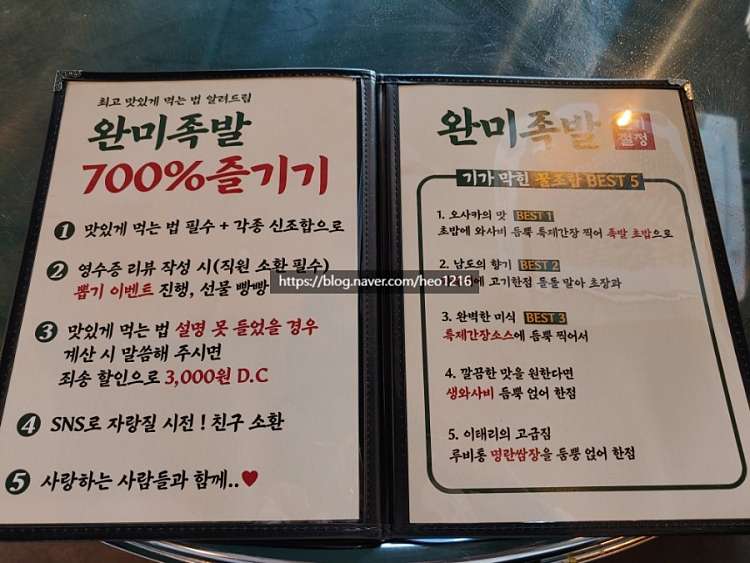 최고 맛있게 먹는 법 알려드림
완미족발
700%즐기기
1 맛있게 먹는 법 필수 + 각종 신조합으로
2 영수증 리뷰 작성 시(직원 소환 필수)
뽑기 이벤트 진행, 선물 빵빵
3 맛있게 먹는 법 설명 못 들었을 경우
계산 시 말씀해 주시면
죄송 할인으로 3,000원 D.C
4 SNS로 자랑질 시전 ! 친구 소환
5 사랑하는 사람들과 함께..♥
https://blog.naver.com/heo1216
완미족발
절정
기가 막힌 꿀조합 BEST 5
1. 오사카의 맛 BEST 1
초밥에 와사비 듬뿍 특제간장 찍어 족발 초밥으로
2. 남도의 향기 BEST 2
에 고기한점 돌돌 말아 초장과
3. 완벽한 미식 BEST 3
특제간장소스에 듬뿍 찍어서
4. 깔끔한 맛을 원한다면
생와사비 듬뿍 얹어 한점
5. 이태리의 고급짐
루비통 명란쌈장을 듬뿍 얹어 한점